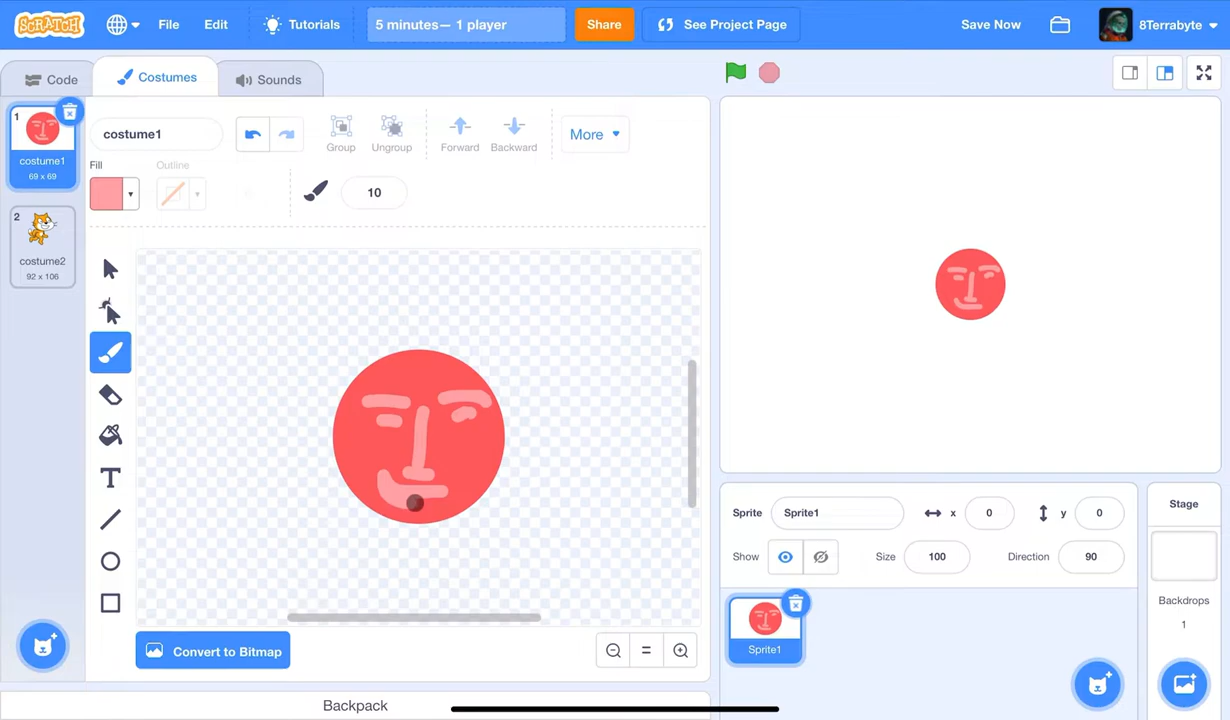 SCRATCH
File
Edit
Tutorials
5 minutes— 1 player
Share
See Project Page
Save Now
8Terrabyte
Code
Costumes
Sounds
1
costume1
69 x 69
2
costume2
92 x 106
costume1
Group
Ungroup
Forward
Backward
More
Fill
Outline
10
T
Convert to Bitmap
=
Backpack
Sprite
Sprite1
x
0
y
0
Show
Size
100
Direction
90
Sprite1
Stage
Backdrops
1